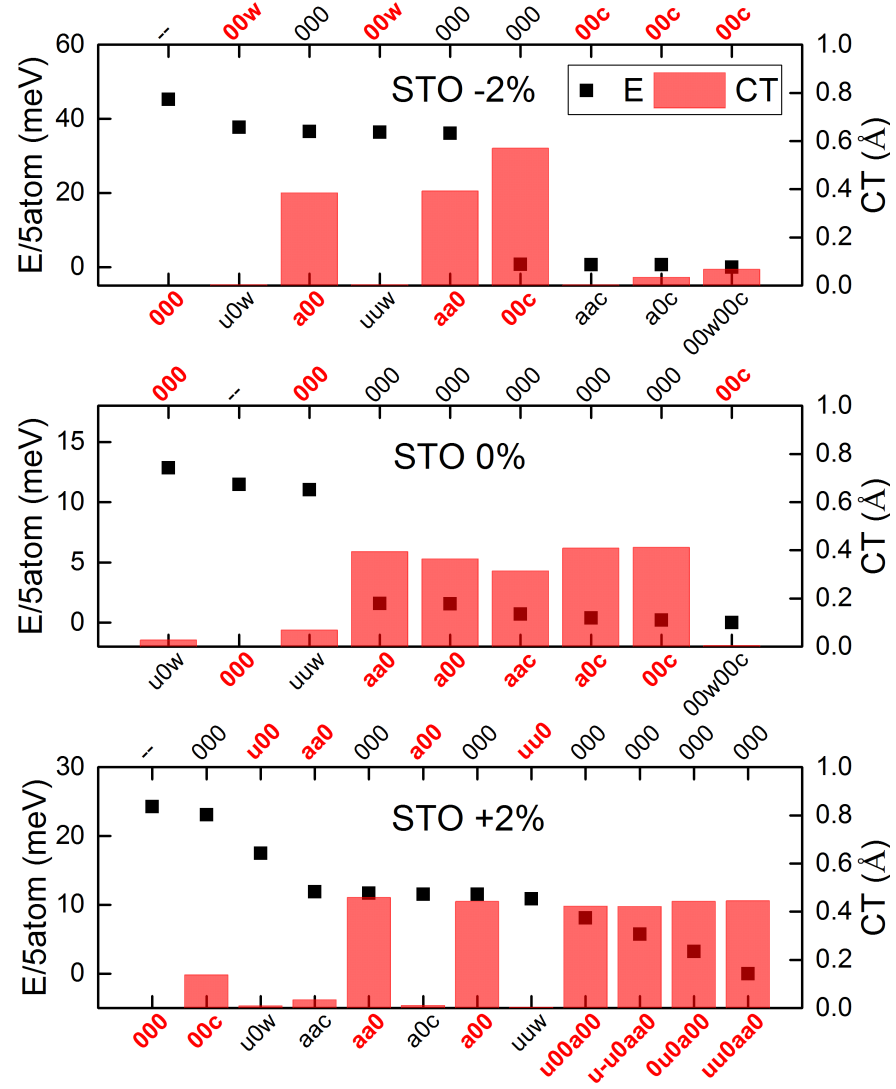 -- 00w 000 00w 000 000 00c 00c 00c
60 1.0
STO -2% E CT
0.8
40
0.6
20 0.4
0.2
0
0.0
E/5atom (meV)
CT (Å)
000 u0w a00 uuw aa0 00c aac a0c 00w00c
000 -- 000 000 000 000 000 000 00c
1.0
15
STO 0%
0.8
10
0.6
5 0.4
0.2
0
0.0
E/5atom (meV)
CT (Å)
u0w 000 uuw aa0 a00 aac a0c 00c 00w00c
-- 000 u00 aa0 000 a00 000 uu0 000 000 000 000
30 1.0
STO +2%
0.8
20
0.6
10 0.4
0.2
0
0.0
E/5atom (meV)
CT (Å)
000 00c u0w aac aa0 a0c a00 uuw u00a00 u-u0aa0 0u0a00 uu0aa0